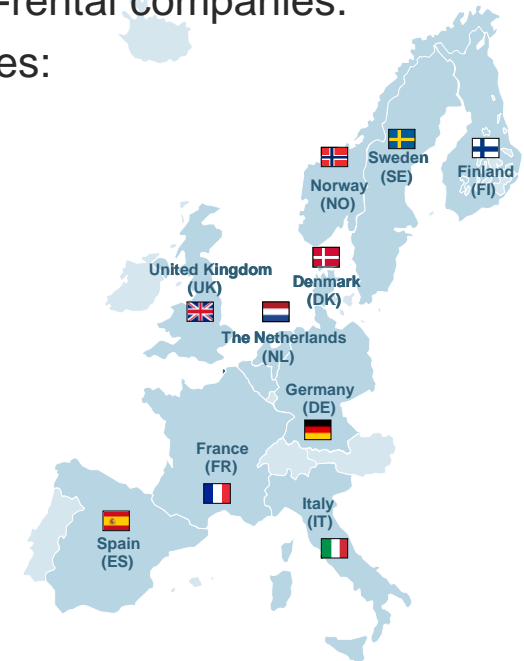 -rental companies.
es:
Sweden
(SE)
Finland
(FI)
Norway
(NO)
United Kingdom
(UK)
Denmark
(DK)
The Netherlands
(NL)
Germany
(DE)
France
(FR)
Italy
(IT)
Spain
(ES)